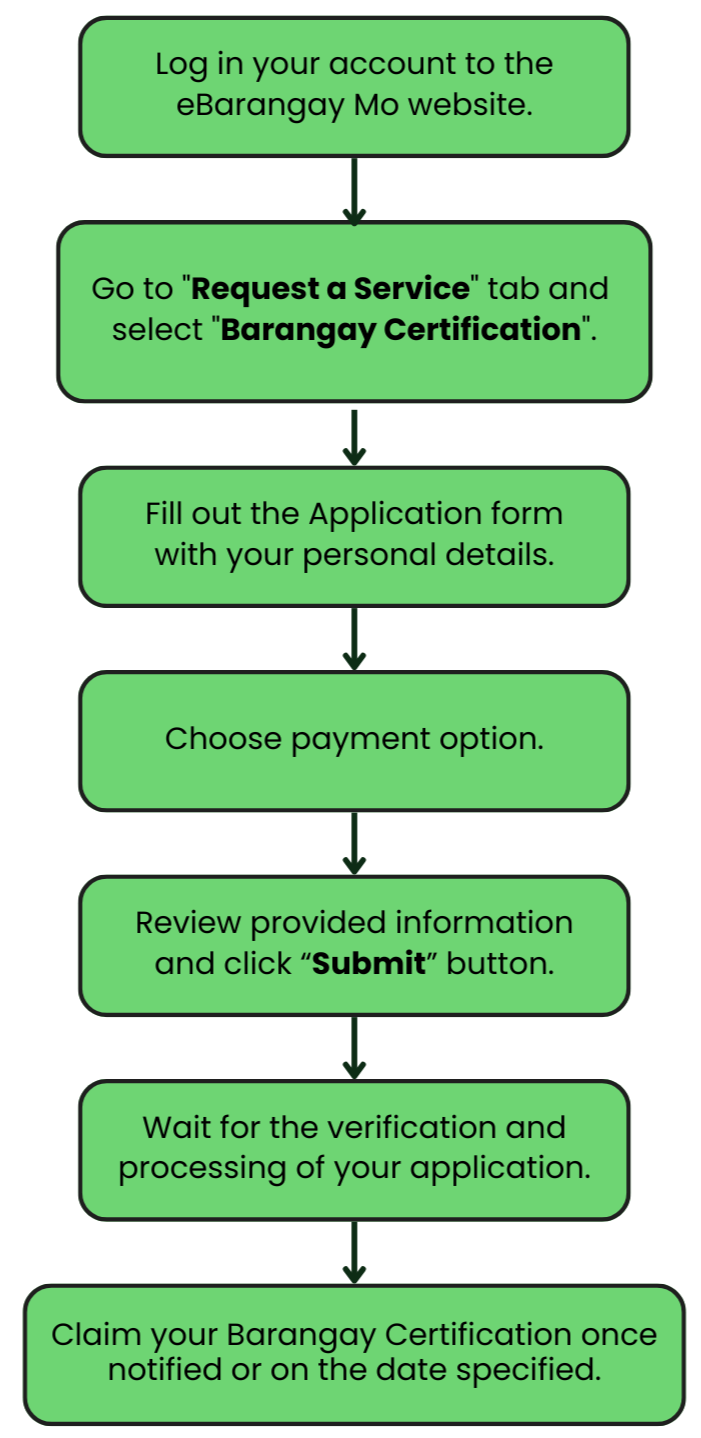 Log in your account to the
eBarangay Mo website.
Go to "Request a Service" tab and
select "Barangay Certification".
Fill out the Application form
with your personal details.
Choose payment option.
Review provided information
and click “Submit” button.
Wait for the verification and
processing of your application.
Claim your Barangay Certification once
notified or on the date specified.